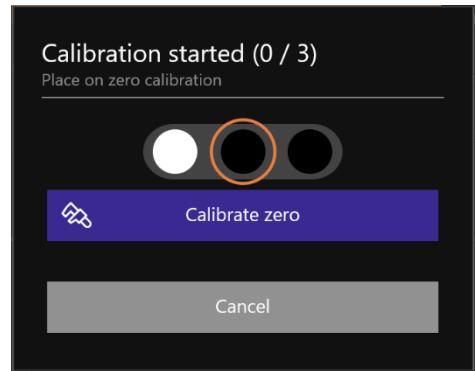 Calibration started (0 / 3)
Place on zero calibration
Calibrate zero
Cancel